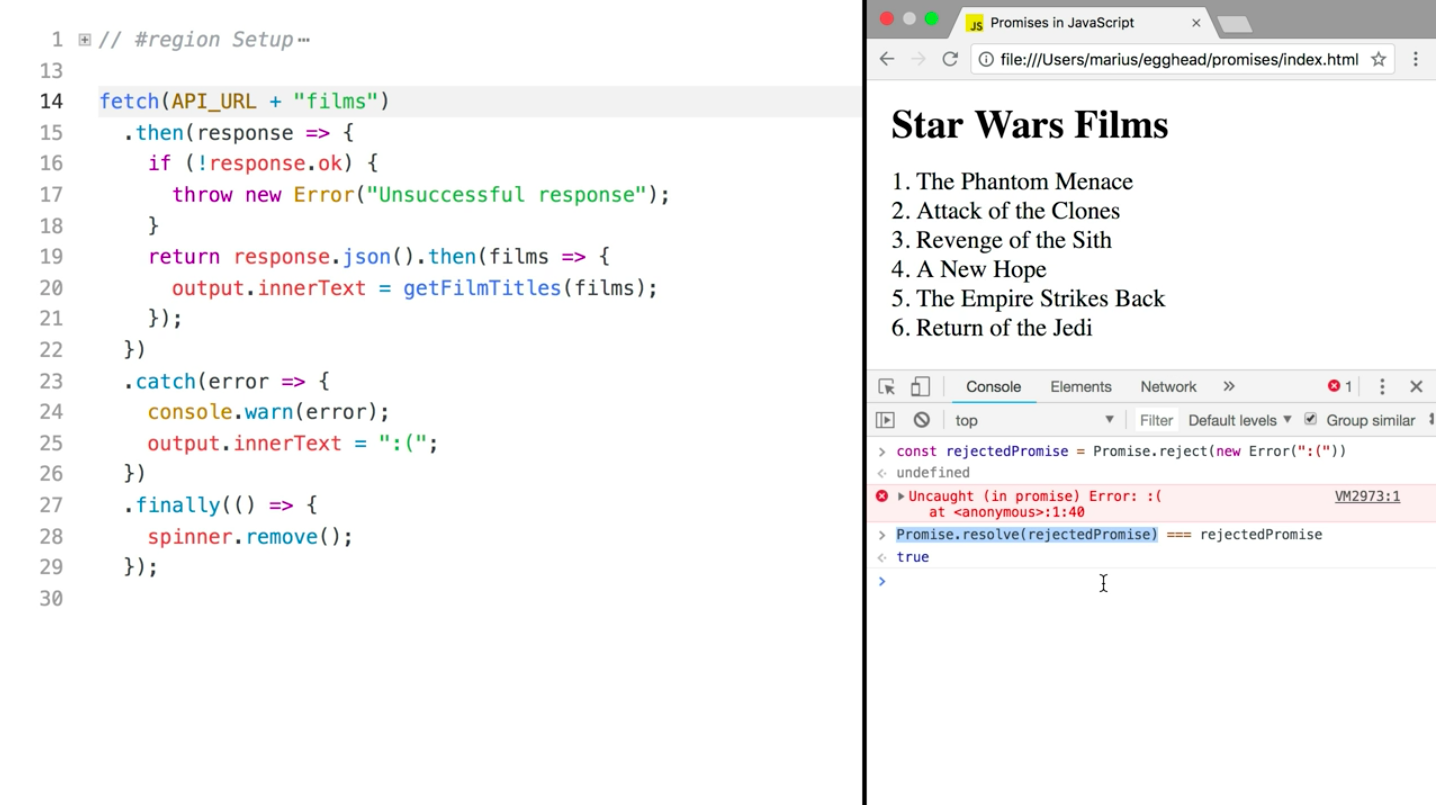 1 // #region Setup⋯
13
14 fetch(API_URL + "films")
15 .then(response => {
16 if (!response.ok) {
17 throw new Error("Unsuccessful response");
18 }
19 return response.json().then(films => {
20 output.innerText = getFilmTitles(films);
21 });
22 })
23 .catch(error => {
24 console.warn(error);
25 output.innerText = ":(";
26 })
27 .finally(() => {
28 spinner.remove();
29 });
30
JS Promises in JavaScript ×
file:///Users/marius/egghead/promises/index.html
Star Wars Films
1. The Phantom Menace
2. Attack of the Clones
3. Revenge of the Sith
4. A New Hope
5. The Empire Strikes Back
6. Return of the Jedi
Console Elements Network » 1
top Filter Default levels Group similar
> const rejectedPromise = Promise.reject(new Error(":("))
undefined
Uncaught (in promise) Error: :( VM2973:1
at <anonymous>:1:40
> Promise.resolve(rejectedPromise) === rejectedPromise
true
>